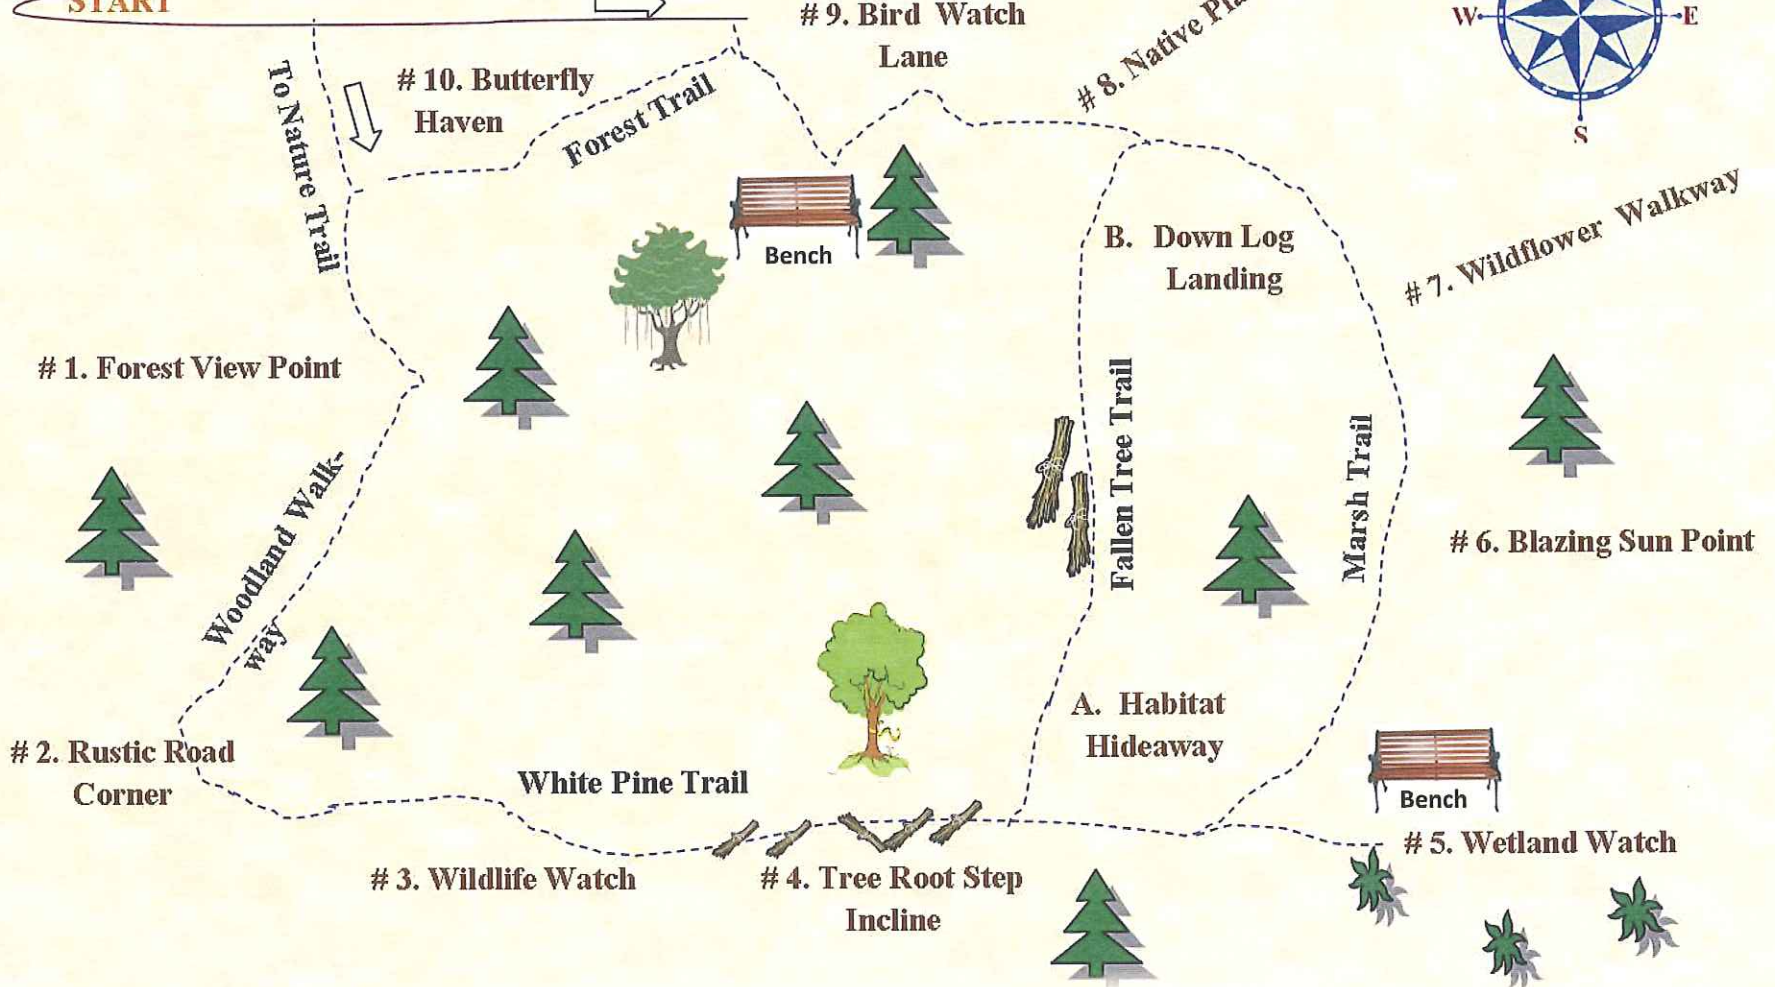 START
# 9. Bird Watch
Lane
# 8. Native
W
E
S
# 10. Butterfly
Haven
To Nature Trail
Forest Trail
Bench
B. Down Log
Landing
# 7. Wildflower Walkway
# 1. Forest View Point
Woodland Walk-
way
Fallen Tree Trail
Marsh Trail
# 6. Blazing Sun Point
A. Habitat
Hideaway
# 2. Rustic Road
Corner
White Pine Trail
Bench
# 5. Wetland Watch
# 3. Wildlife Watch
# 4. Tree Root Step
Incline